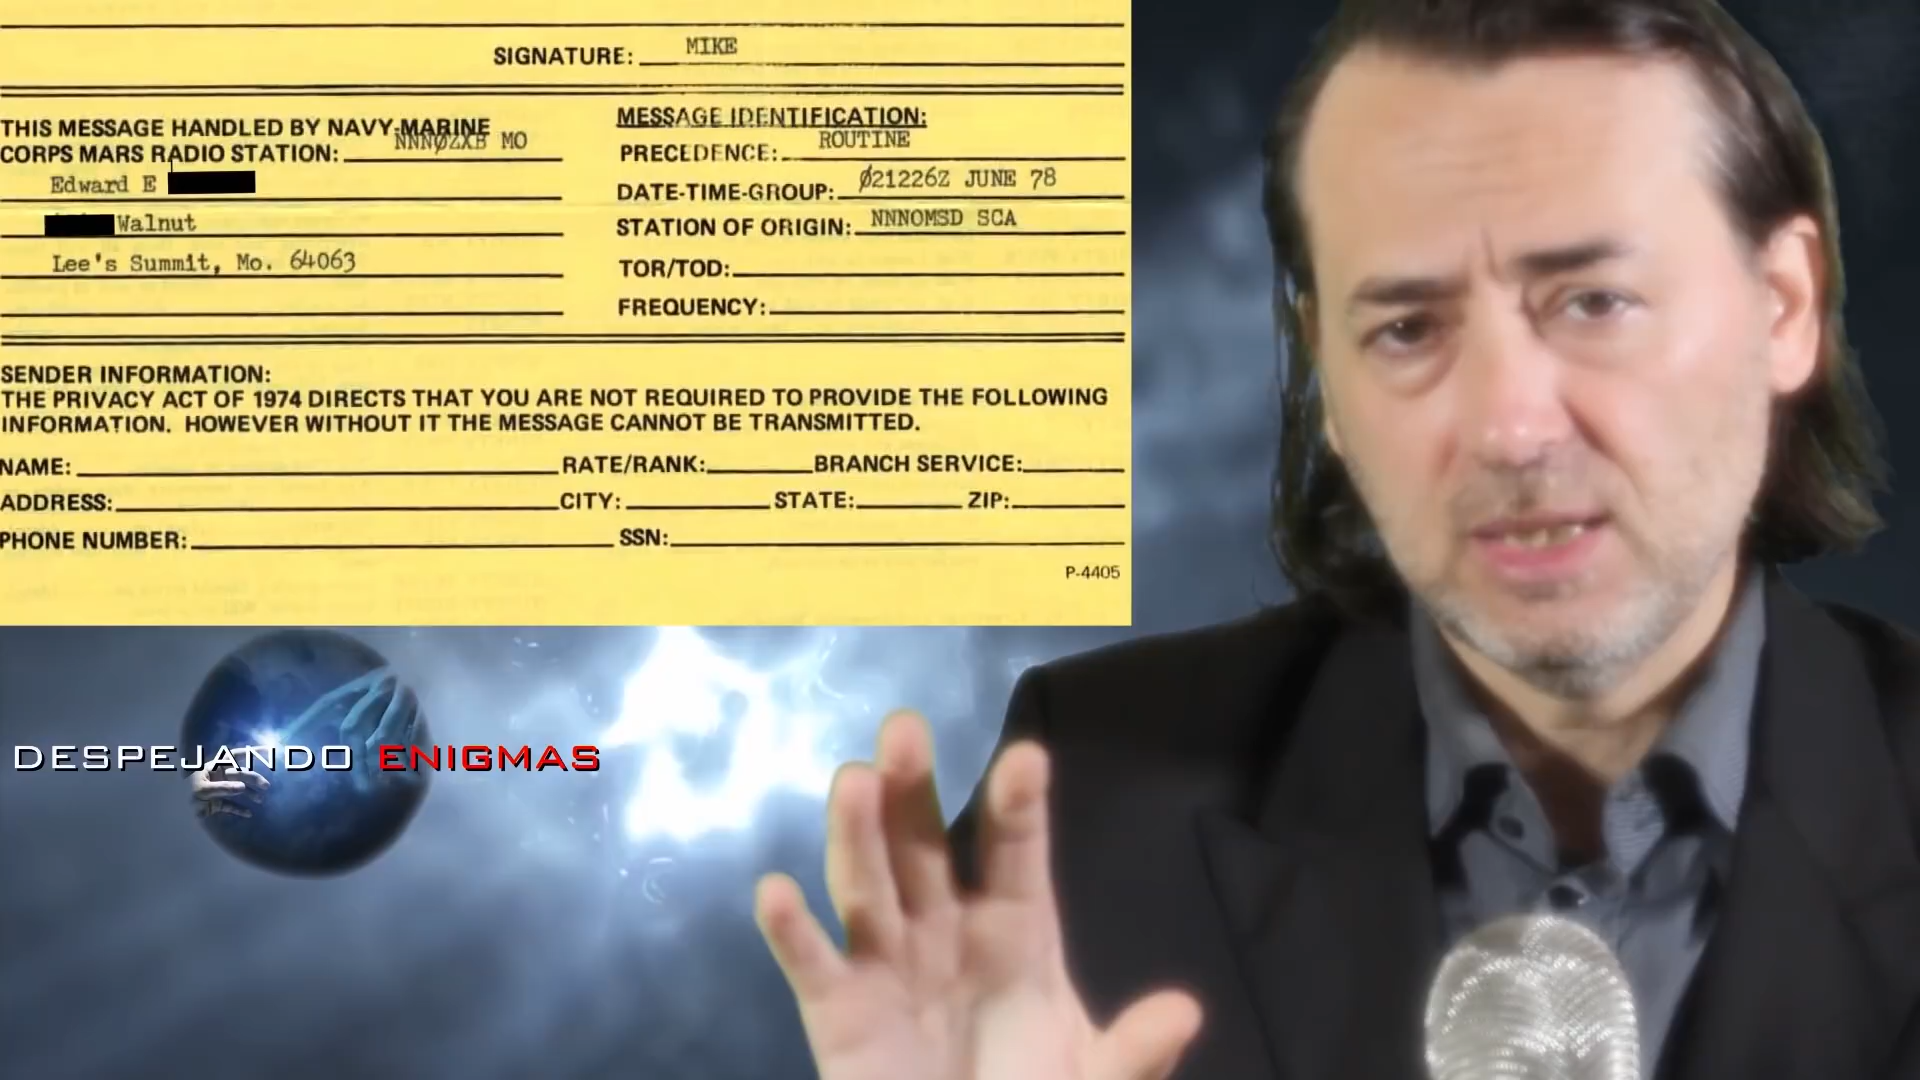 SIGNATURE: MIKE
THIS MESSAGE HANDLED BY NAVY-MARINE
CORPS MARS RADIO STATION: NNNØZXB MO
Edward E
Walnut
Lee's Summit, Mo. 64063
MESSAGE IDENTIFICATION:
PRECEDENCE: ROUTINE
DATE-TIME-GROUP: Ø21226Z JUNE 78
STATION OF ORIGIN: NNNOMSD SCA
TOR/TOD:
FREQUENCY:
SENDER INFORMATION:
THE PRIVACY ACT OF 1974 DIRECTS THAT YOU ARE NOT REQUIRED TO PROVIDE THE FOLLOWING
INFORMATION. HOWEVER WITHOUT IT THE MESSAGE CANNOT BE TRANSMITTED.
NAME: RATE/RANK: BRANCH SERVICE:
ADDRESS: CITY: STATE: ZIP:
PHONE NUMBER: SSN:
P-4405
DESPEJANDO ENIGMAS